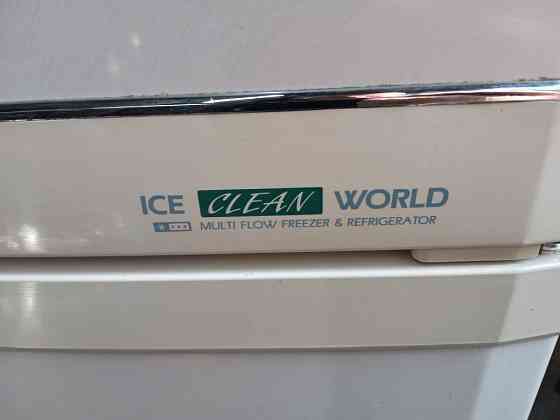 ICE CLEAN WORLD
MULTI FLOW FREEZER & REFRIGERATOR